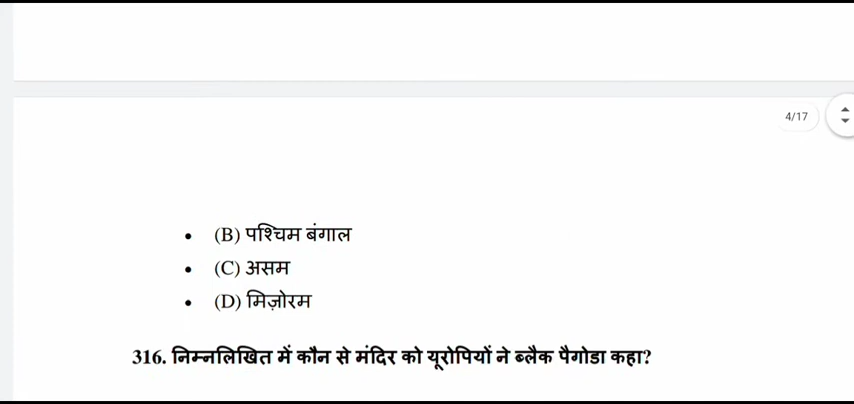 4/17
• (B) पश्चिम बंगाल
• (C) असम
• (D) मिज़ोरम
316. निम्नलिखित में कौन से मंदिर को यूरोपियों ने ब्लैक पैगोडा कहा?